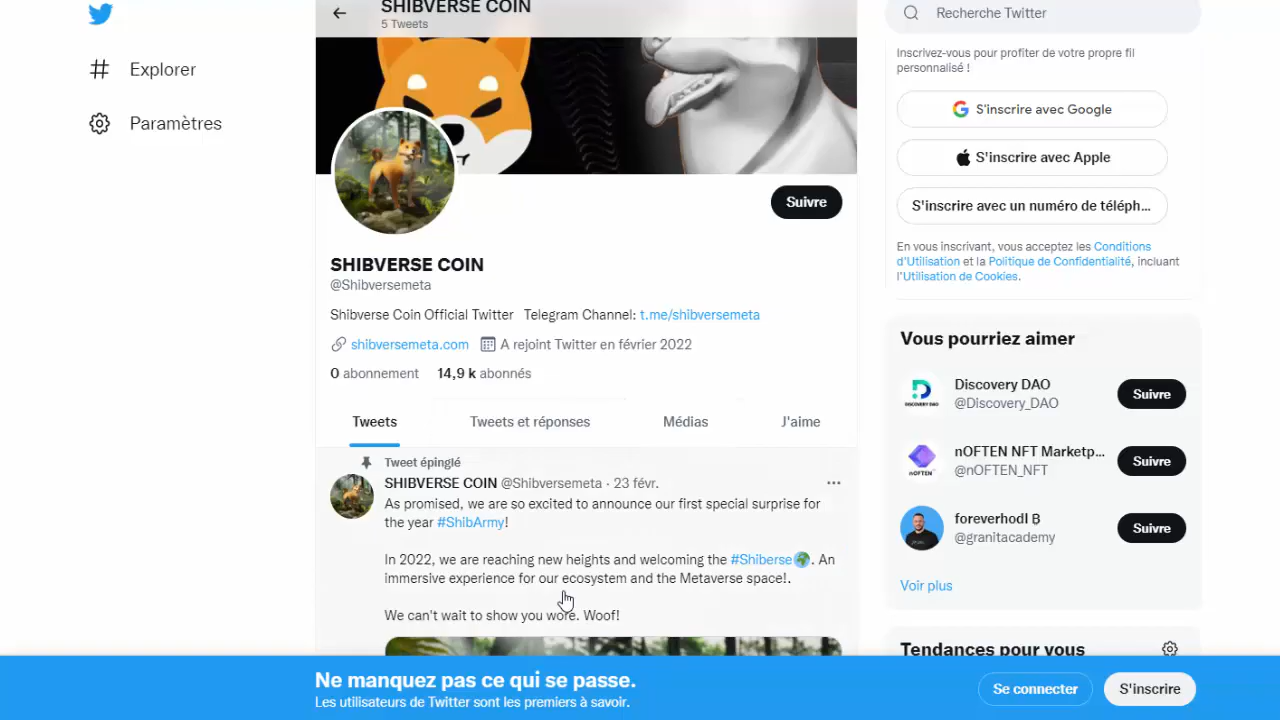 SHIBVERSE COIN
5 Tweets
Recherche Twitter
Explorer
Paramètres
Inscrivez-vous pour profiter de votre propre fil
personnalisé !
S'inscrire avec Google
S'inscrire avec Apple
S'inscrire avec un numéro de téléph...
En vous inscrivant, vous acceptez les Conditions
d'Utilisation et la Politique de Confidentialité, incluant
l'Utilisation de Cookies.
Suivre
SHIBVERSE COIN
@Shibversemeta
Shibverse Coin Official Twitter Telegram Channel: t.me/shibversemeta
shibversemeta.com A rejoint Twitter en février 2022
0 abonnement 14,9 k abonnés
Tweets Tweets et réponses Médias J'aime
Tweet épinglé
SHIBVERSE COIN @Shibversemeta · 23 févr.
As promised, we are so excited to announce our first special surprise for
the year #ShibArmy!
In 2022, we are reaching new heights and welcoming the #Shiberse. An
immersive experience for our ecosystem and the Metaverse space!.
We can't wait to show you wore. Woof!
Vous pourriez aimer
DISCOVERY DAO
Discovery DAO
@Discovery_DAO
Suivre
nOFTEN
nOFTEN NFT Marketp...
@nOFTEN_NFT
Suivre
foreverhodl ₿
@granitacademy
Suivre
Voir plus
Tendances pour vous
Ne manquez pas ce qui se passe.
Les utilisateurs de Twitter sont les premiers à savoir.
Se connecter
S'inscrire